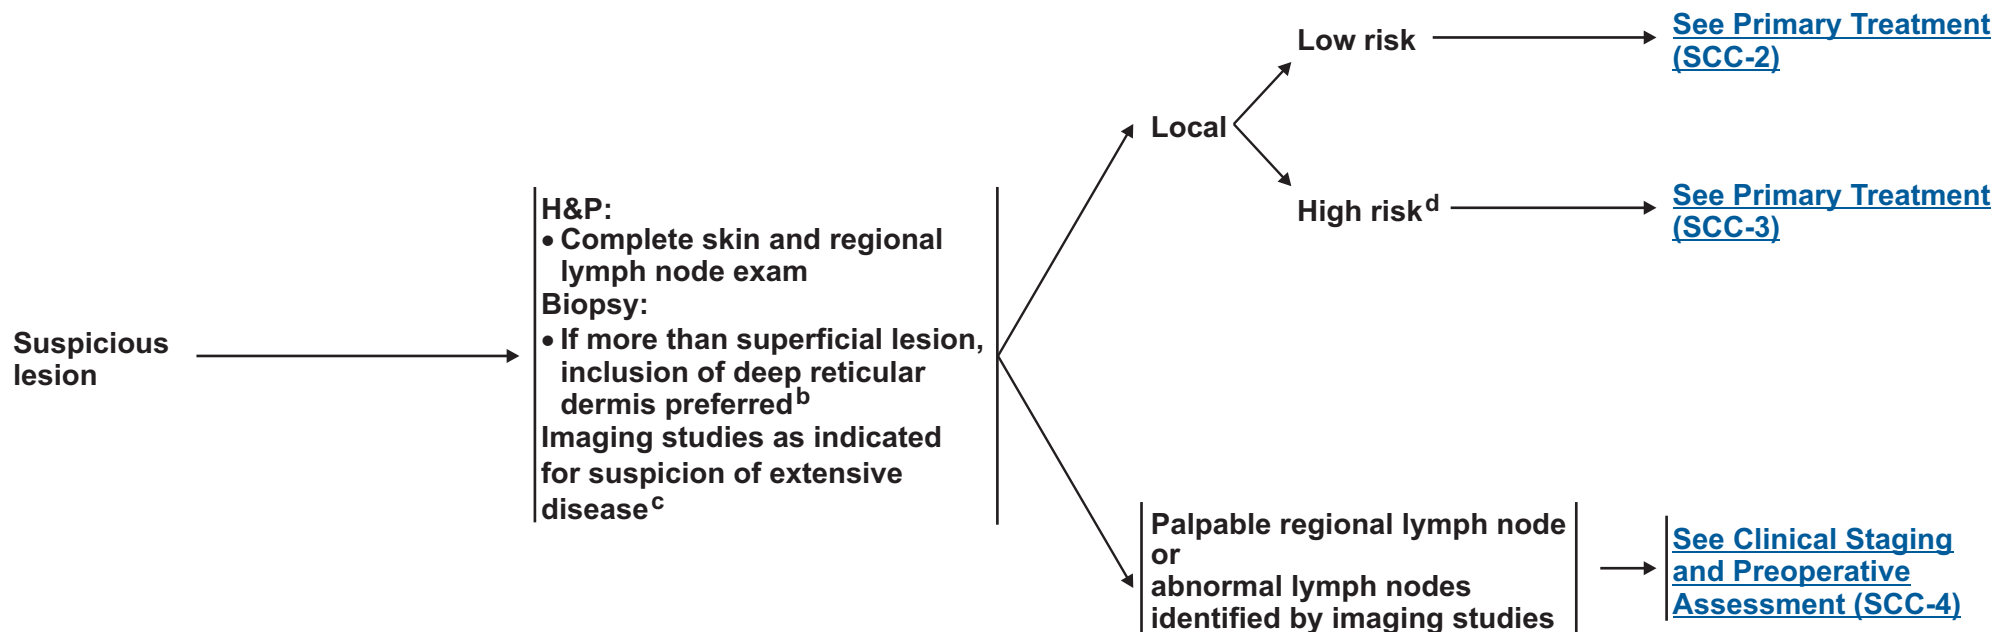 Suspicious
lesion
H&P:
• Complete skin and regional
lymph node exam
Biopsy:
• If more than superficial lesion,
inclusion of deep reticular
dermis preferred b
Imaging studies as indicated
for suspicion of extensive
disease c
Local
Low risk
See Primary Treatment
(SCC-2)
High risk d
See Primary Treatment
(SCC-3)
Palpable regional lymph node
or
abnormal lymph nodes
identified by imaging studies
See Clinical Staging
and Preoperative
Assessment (SCC-4)